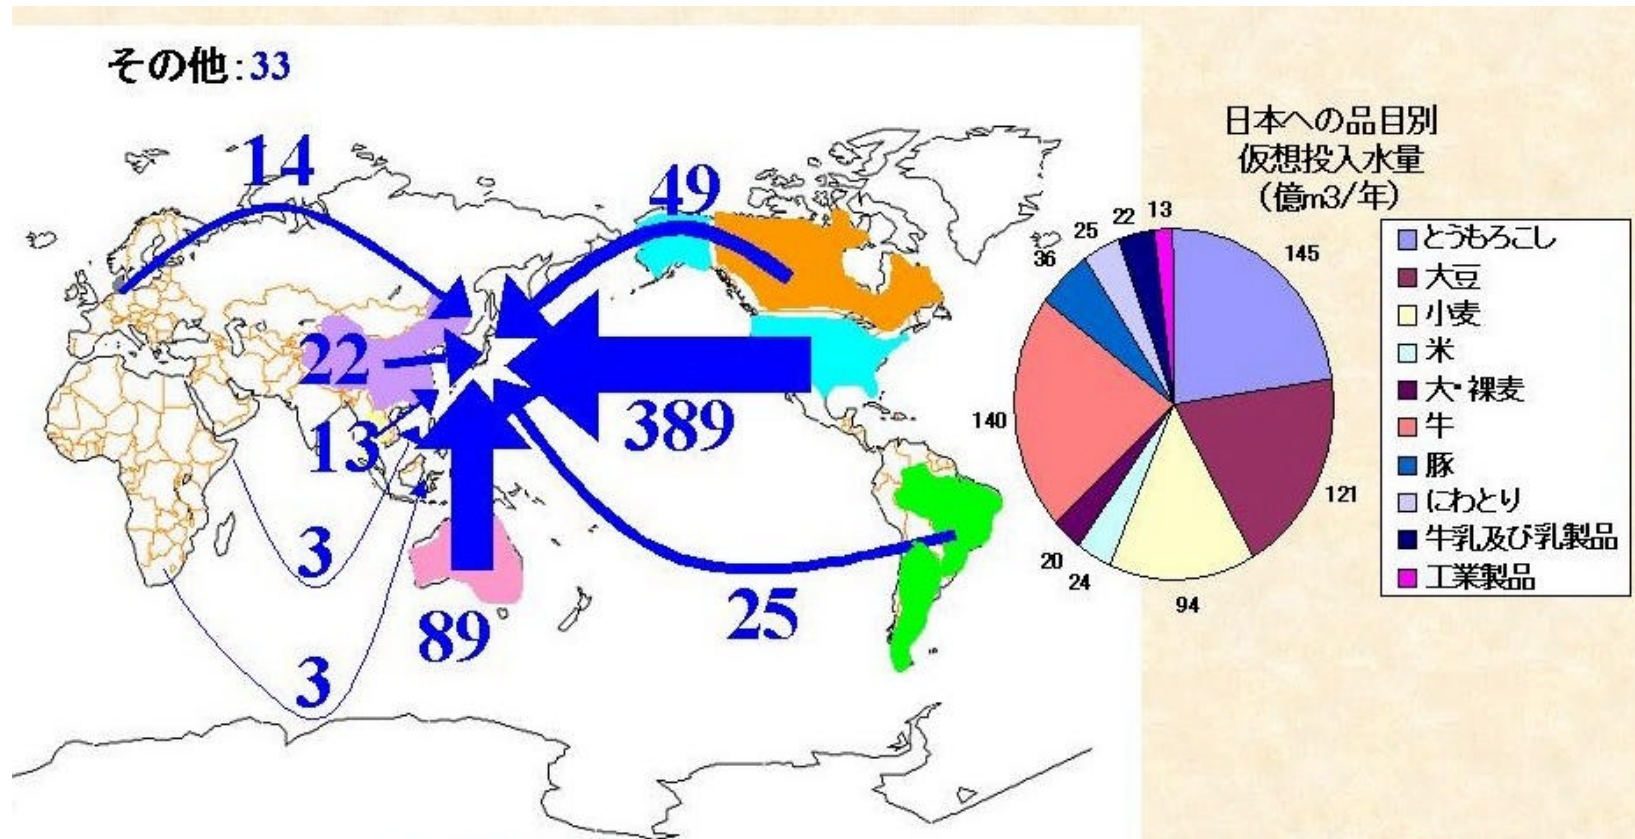 その他:33
14
49
22
13
389
3
89
25
3
日本への品目別
仮想投入水量
(億m3/年)
13
22
25
36
145
140
121
20
24
94
とうもろこし
大豆
小麦
米
大・裸麦
牛
豚
にわとり
牛乳及び乳製品
工業製品